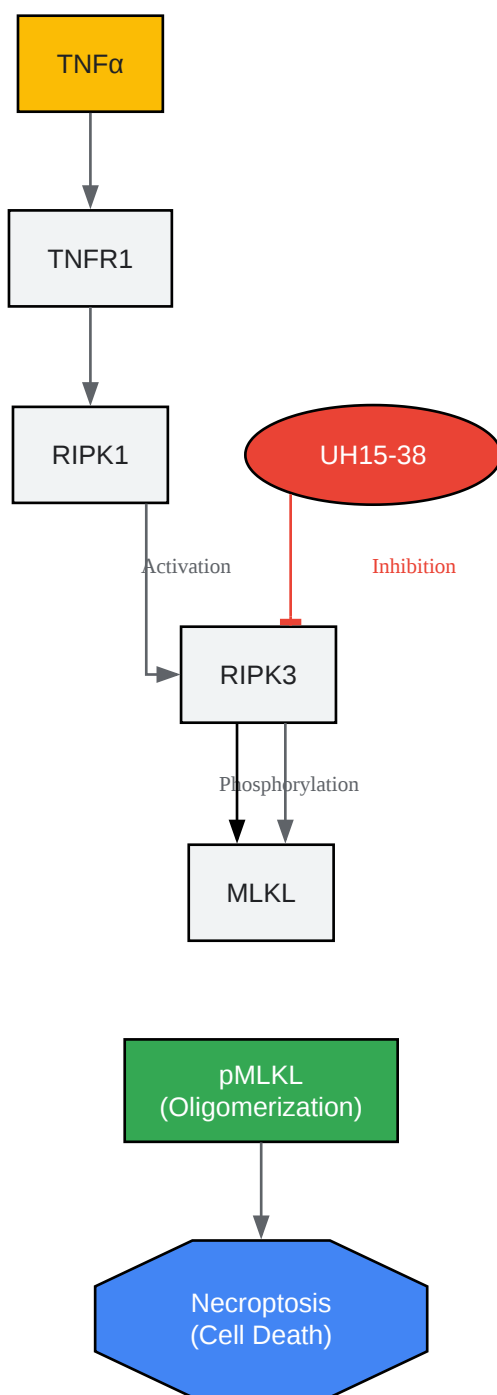 TNFα
TNFR1
RIPK1
UH15-38
Activation
Inhibition
RIPK3
Phosphorylation
MLKL
pMLKL
(Oligomerization)
Necroptosis
(Cell Death)